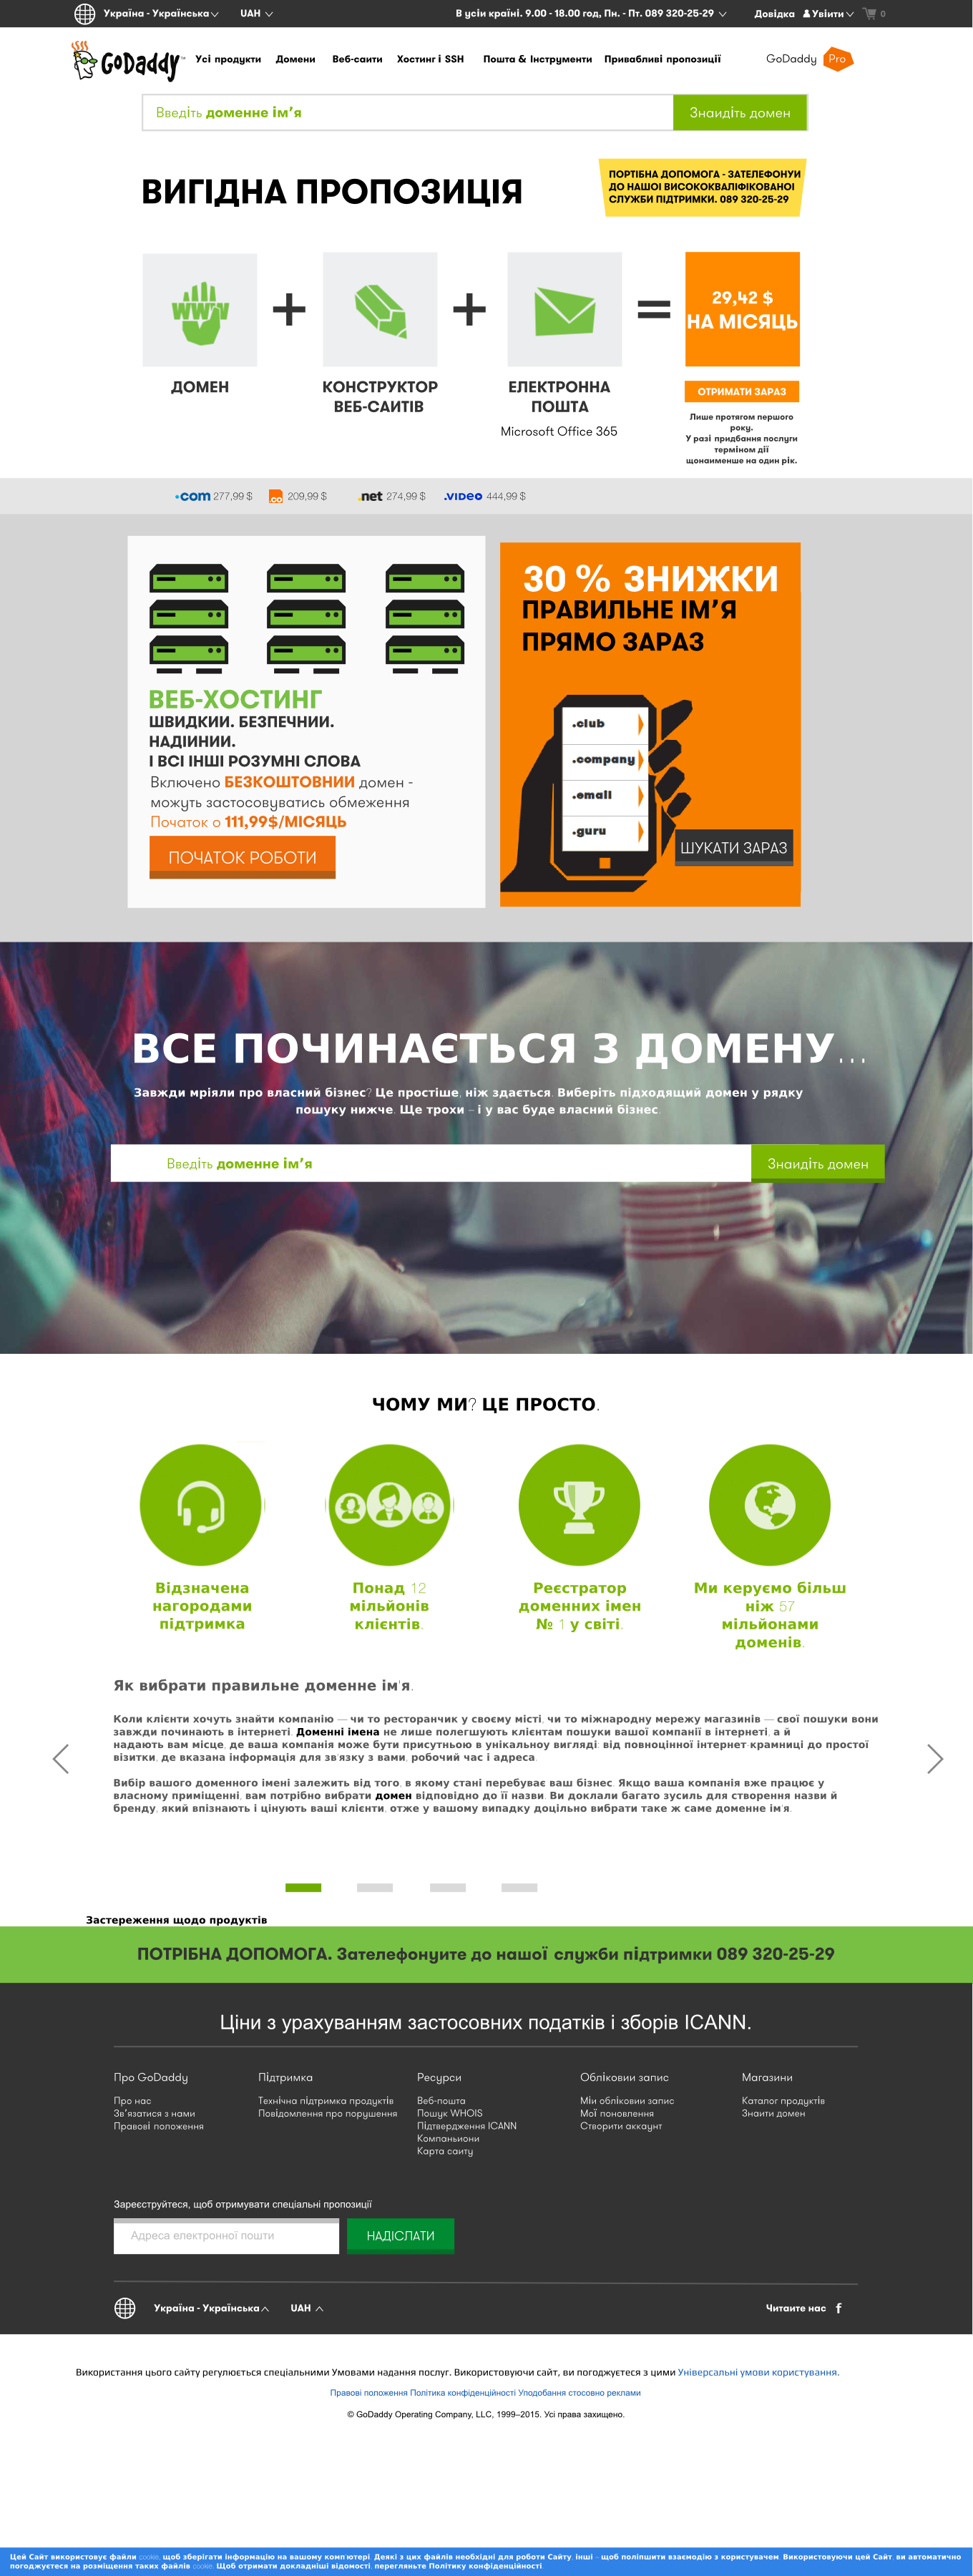 Україна - Українська UAH В усіи країні. 9.00 - 18.00 год, Пн. - Пт. 089 320-25-29 Довідка Увіити 0
GoDaddy™ Усі продукти Домени Веб-саити Хостинг і SSH Пошта & Інструменти Привабливі пропозиції GoDaddy Pro
Введіть доменне ім’я Знаидіть домен
ВИГІДНА ПРОПОЗИЦІЯ
ПОРТІБНА ДОПОМОГА - ЗАТЕЛЕФОНУИ
ДО НАШОІ ВИСОКОКВАЛІФІКОВАНОІ
СЛУЖБИ ПІДТРИМКИ. 089 320-25-29
www
+ + =
29,42 $
НА МІСЯЦЬ
ДОМЕН
КОНСТРУКТОР
ВЕБ-САИТІВ
ЕЛЕКТРОННА
ПОШТА
Microsoft Office 365
ОТРИМАТИ ЗАРАЗ
Лише протягом першого
року.
У разі придбання послуги
терміном дії
щонаименше на один рік.
.com 277,99 $ .co 209,99 $ .net 274,99 $ .VIDEO 444,99 $
ВЕБ-ХОСТИНГ
ШВИДКИИ. БЕЗПЕЧНИИ.
НАДІИНИИ.
І ВСІ ІНШІ РОЗУМНІ СЛОВА
Включено БЕЗКОШТОВНИИ домен -
можуть застосовуватись обмеження
Початок о 111,99$/МІСЯЦЬ
ПОЧАТОК РОБОТИ
30 % ЗНИЖКИ
ПРАВИЛЬНЕ ІМ’Я
ПРЯМО ЗАРАЗ
.club
.company
.email
.guru
ШУКАТИ ЗАРАЗ
ВСЕ ПОЧИНАЄТЬСЯ З ДОМЕНУ...
Завжди мріяли про власний бізнес? Це простіше, ніж здається. Виберіть підходящий домен у рядку
пошуку нижче. Ще трохи – і у вас буде власний бізнес.
Введіть доменне ім’я Знаидіть домен
ЧОМУ МИ? ЦЕ ПРОСТО.
Відзначена
нагородами
підтримка
Понад 12
мільйонів
клієнтів.
Реєстратор
доменних імен
№ 1 у світі.
Ми керуємо більш
ніж 57
мільйонами
доменів.
Як вибрати правильне доменне ім'я.
Коли клієнти хочуть знайти компанію — чи то ресторанчик у своєму місті, чи то міжнародну мережу магазинів — свої пошуки вони
завжди починають в інтернеті. Доменні імена не лише полегшують клієнтам пошуки вашої компанії в інтернеті, а й
надають вам місце, де ваша компанія може бути присутньою в унікальноу вигляді: від повноцінної інтернет-крамниці до простої
візитки, де вказана інформація для зв'язку з вами, робочий час і адреса.
Вибір вашого доменного імені залежить від того, в якому стані перебуває ваш бізнес. Якщо ваша компанія вже працює у
власному приміщенні, вам потрібно вибрати домен відповідно до її назви. Ви доклали багато зусиль для створення назви й
бренду, який впізнають і цінують ваші клієнти, отже у вашому випадку доцільно вибрати таке ж саме доменне ім'я.
Застереження щодо продуктів
ПОТРІБНА ДОПОМОГА. Зателефонуите до нашої служби підтримки 089 320-25-29
Ціни з урахуванням застосовних податків і зборів ICANN.
Про GoDaddy Підтримка Ресурси Обліковии запис Магазини
Про нас Технічна підтримка продуктів Веб-пошта Міи обліковии запис Каталог продуктів
Зв’язатися з нами Повідомлення про порушення Пошук WHOIS Мої поновлення Знаити домен
Правові положення Підтвердження ICANN Створити аккаунт
Компаньиони
Карта саиту
Зареєструйтеся, щоб отримувати спеціальні пропозиції
Адреса електронної пошти НАДІСЛАТИ
Україна - Українська UAH Читаите нас f
Використання цього сайту регулюється спеціальними Умовами надання послуг. Використовуючи сайт, ви погоджуєтеся з цими Універсальні умови користування.
Правові положення Політика конфіденційності Уподобання стосовно реклами
© GoDaddy Operating Company, LLC, 1999–2015. Усі права захищено.
Цей Сайт використовує файли cookie, щоб зберігати інформацію на вашому комп'ютері. Деякі з цих файлів необхідні для роботи Сайту, інші – щоб поліпшити взаємодію з користувачем. Використовуючи цей Сайт, ви автоматично
погоджуєтеся на розміщення таких файлів cookie. Щоб отримати докладніші відомості, перегляньте Політику конфіденційності.